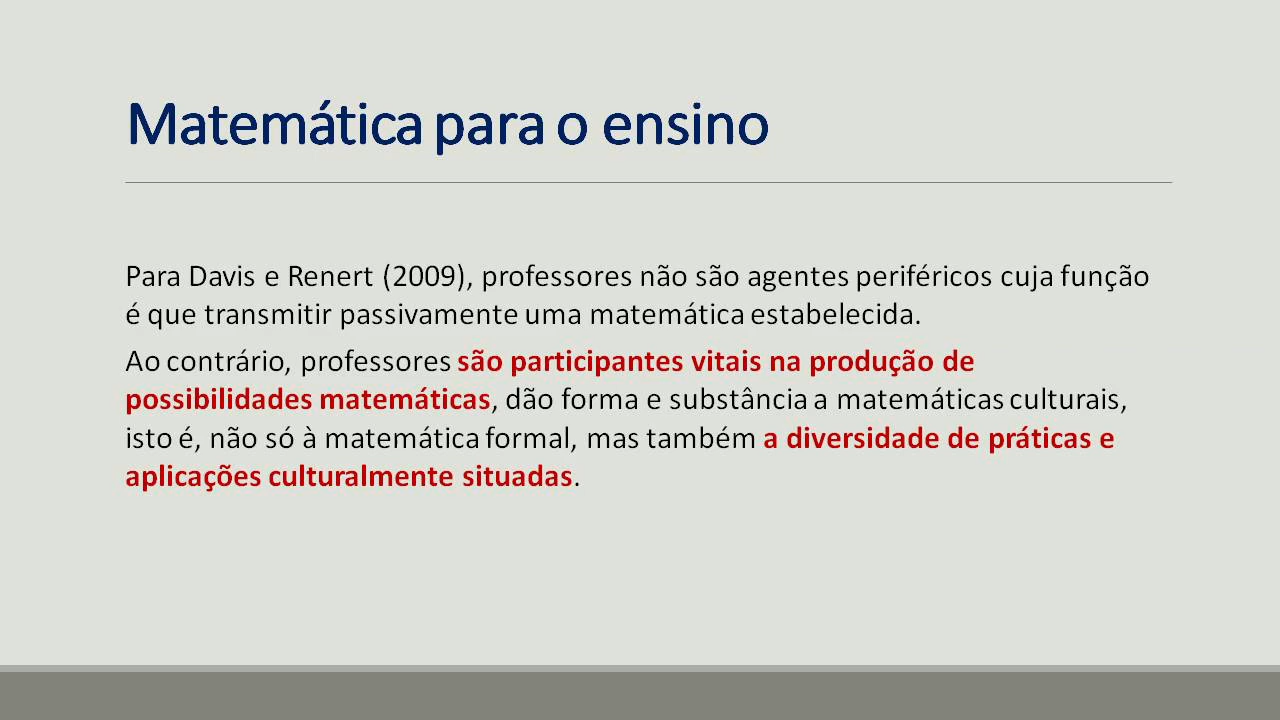 Matemática para o ensino
Para Davis e Renert (2009), professores não são agentes periféricos cuja função
é que transmitir passivamente uma matemática estabelecida.
Ao contrário, professores são participantes vitais na produção de
possibilidades matemáticas, dão forma e substância a matemáticas culturais,
isto é, não só à matemática formal, mas também a diversidade de práticas e
aplicações culturalmente situadas.